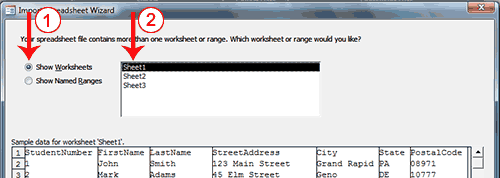 Import Spreadsheet Wizard
1 2
Your spreadsheet file contains more than one worksheet or range. Which worksheet or range would you like?
Show Worksheets
Show Named Ranges
Sheet1
Sheet2
Sheet3
Sample data for worksheet 'Sheet1'.
1 StudentNumber FirstName LastName StreetAddress City State PostalCode
2 1 John Smith 123 Main Street Grand Rapid PA 08971
3 2 Mark Adams 45 Elm Street Geno DE 10777